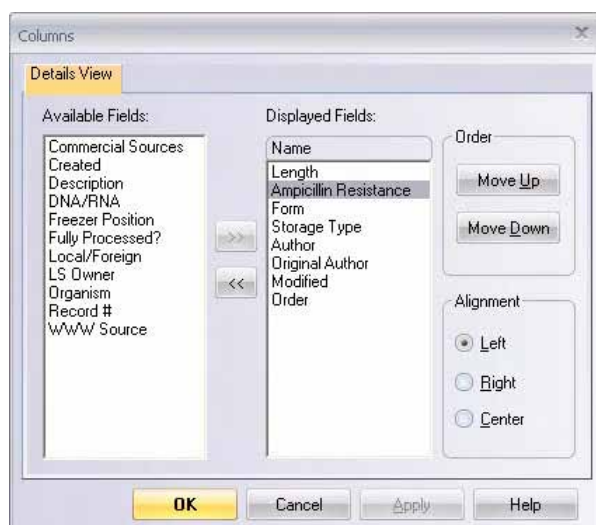 Columns
Details View
Available Fields:
Commercial Sources
Created
Description
DNA/RNA
Freezer Position
Fully Processed?
Local/Foreign
LS Owner
Organism
Record #
WWW Source
>>
<<
Displayed Fields:
Name
Length
Ampicillin Resistance
Form
Storage Type
Author
Original Author
Modified
Order
Order
Move Up
Move Down
Alignment
Left
Right
Center
OK
Cancel
Apply
Help